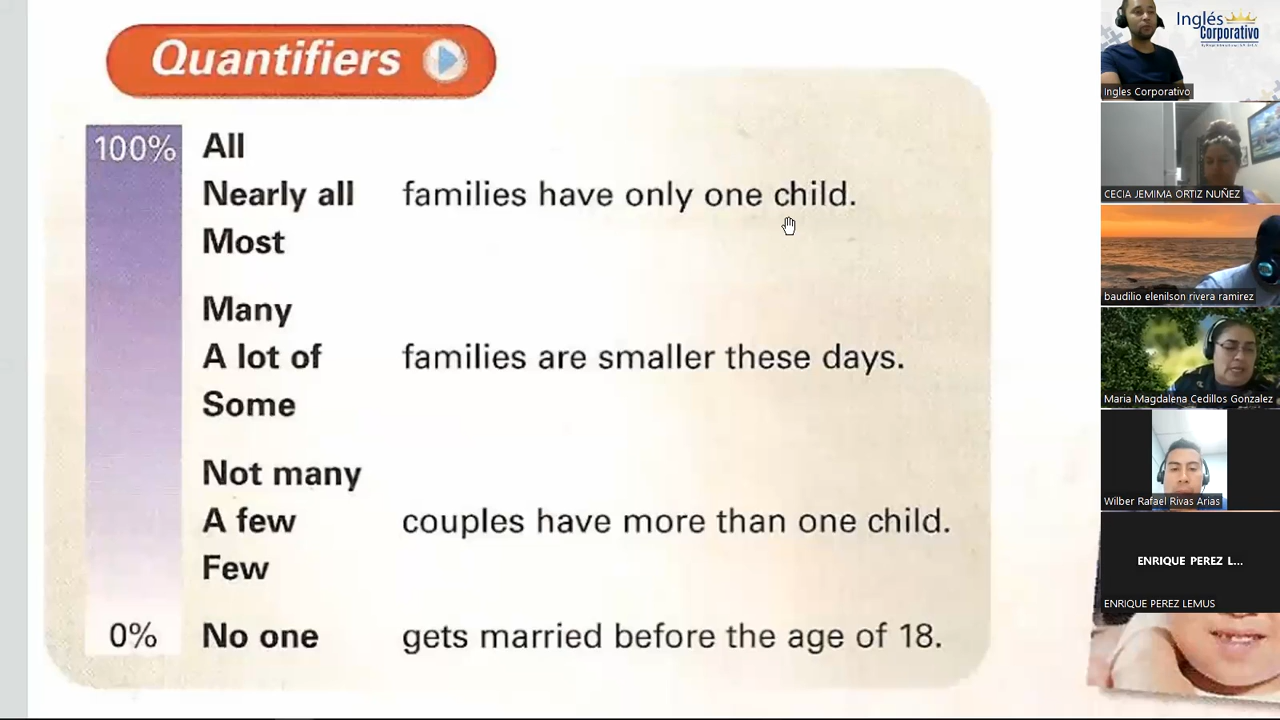 Quantifiers
100% All
Nearly all families have only one child.
Most
Many
A lot of families are smaller these days.
Some
Not many
A few couples have more than one child.
Few
0% No one gets married before the age of 18.
Inglés
Corporativo
Ingles Corporativo
CECIA JEMIMA ORTIZ NUÑEZ
baudilio elenilson rivera ramirez
Maria Magdalena Cedillos Gonzalez
Wilber Rafael Rivas Arias
ENRIQUE PEREZ L...
ENRIQUE PEREZ LEMUS